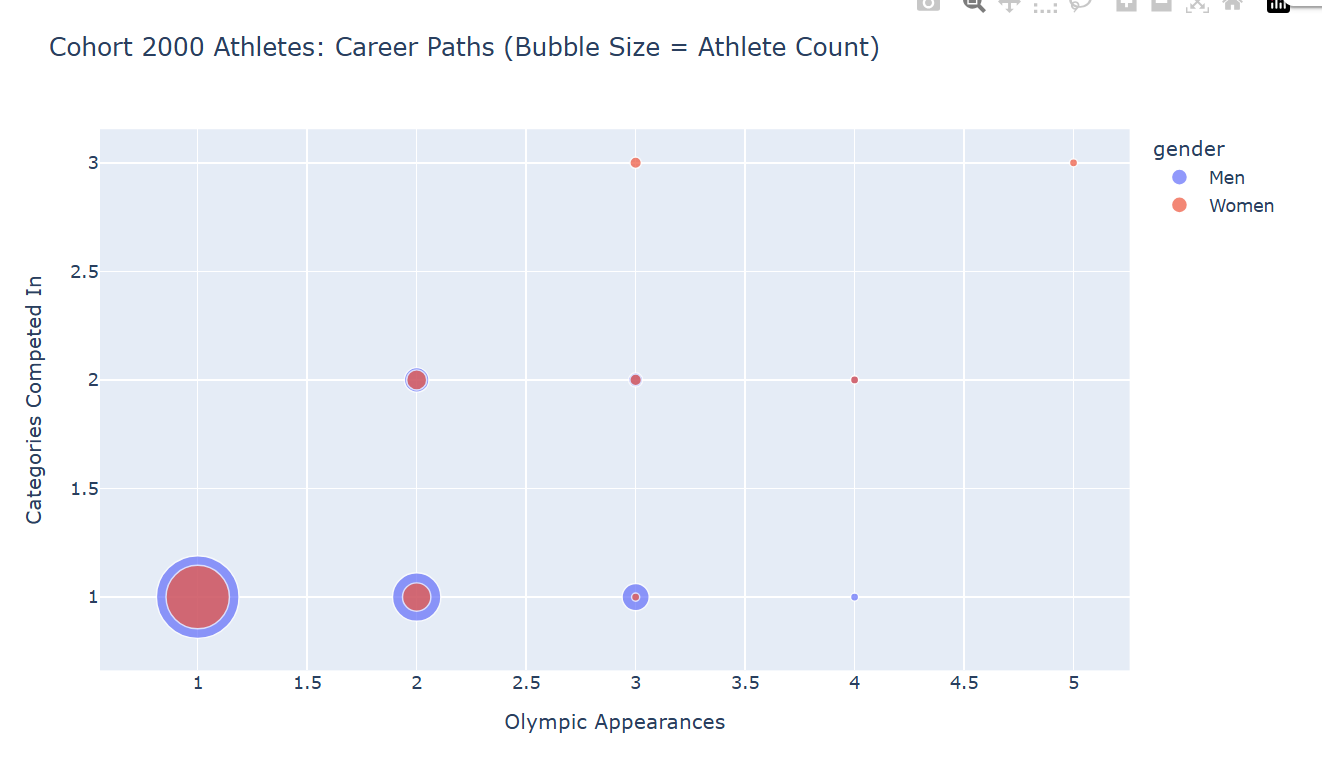 Cohort 2000 Athletes: Career Paths (Bubble Size = Athlete Count)
gender
Men
Women
Categories Competed In
3
2.5
2
1.5
1
1 1.5 2 2.5 3 3.5 4 4.5 5
Olympic Appearances